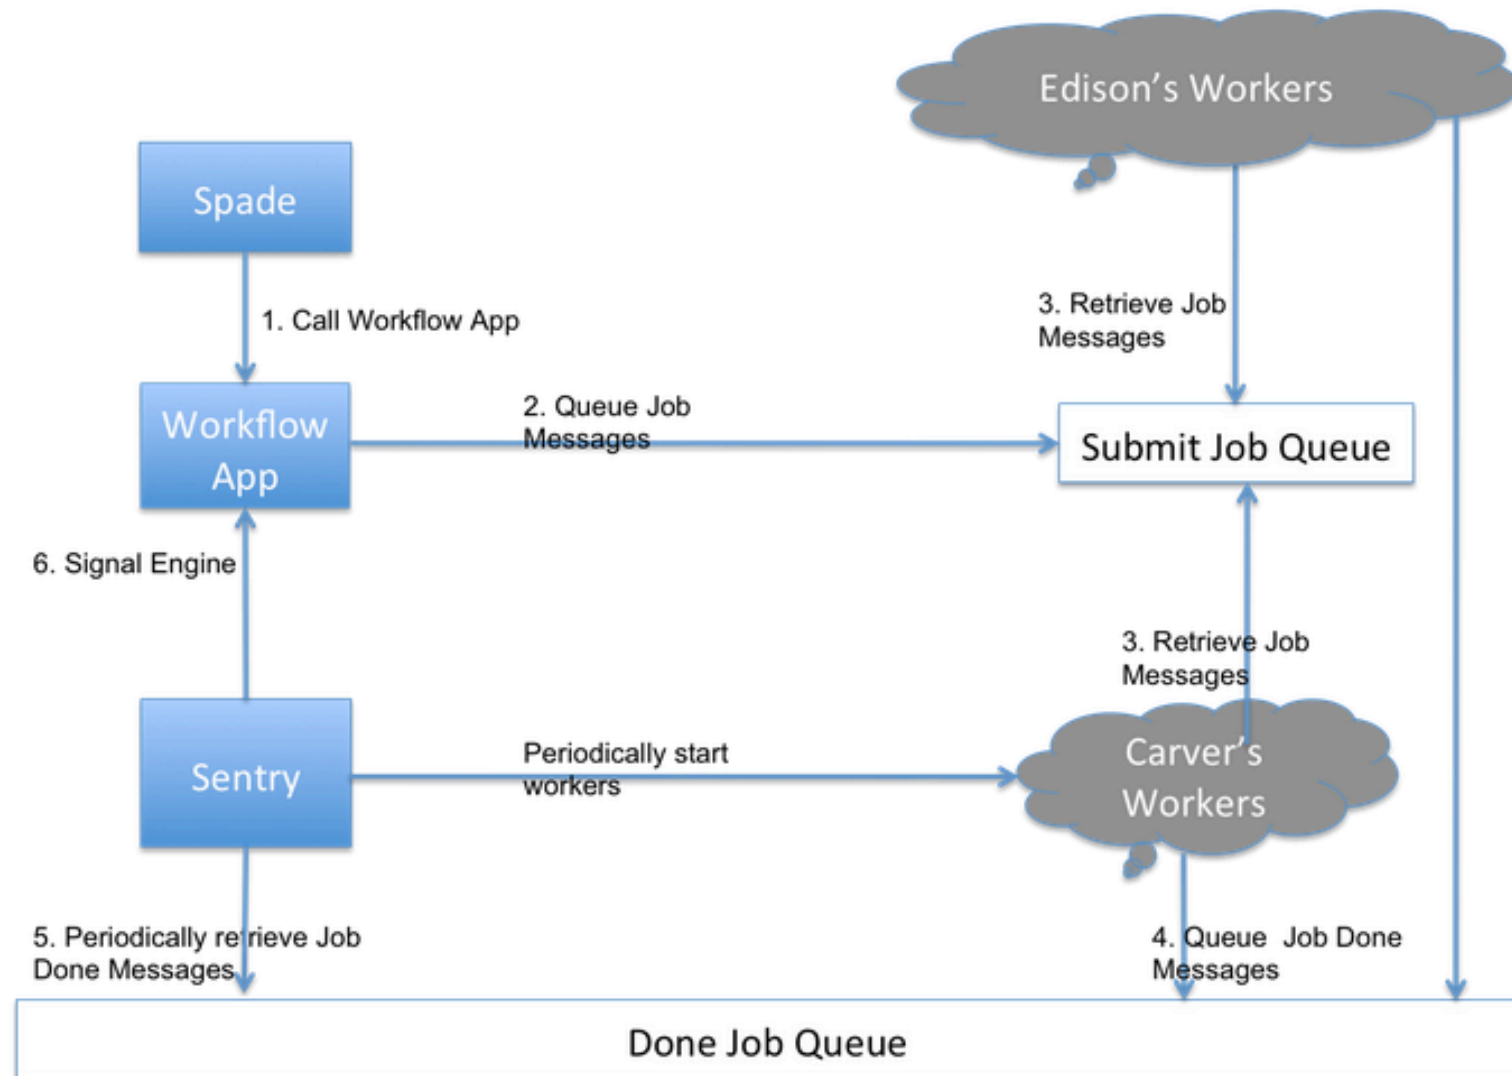 Edison's Workers
Spade
1. Call Workflow App
3. Retrieve Job
Messages
Workflow
App
2. Queue Job
Messages
Submit Job Queue
6. Signal Engine
3. Retrieve Job
Messages
Sentry
Periodically start
workers
Carver's
Workers
5. Periodically retrieve Job
Done Messages
4. Queue  Job Done
Messages
Done Job Queue